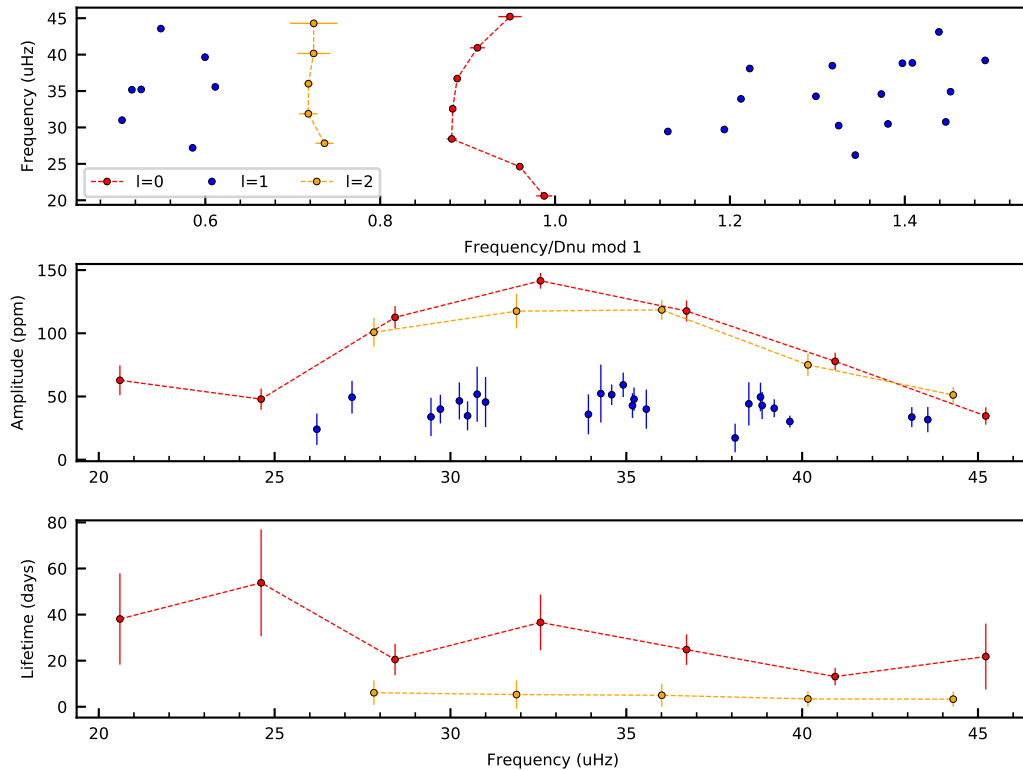 45
40
35
30
25
20
Frequency (uHz)
l=0 l=1 l=2
0.6 0.8 1.0 1.2 1.4
Frequency/Dnu mod 1
150
100
50
0
Amplitude (ppm)
20 25 30 35 40 45
80
60
40
20
0
Lifetime (days)
20 25 30 35 40 45
Frequency (uHz)